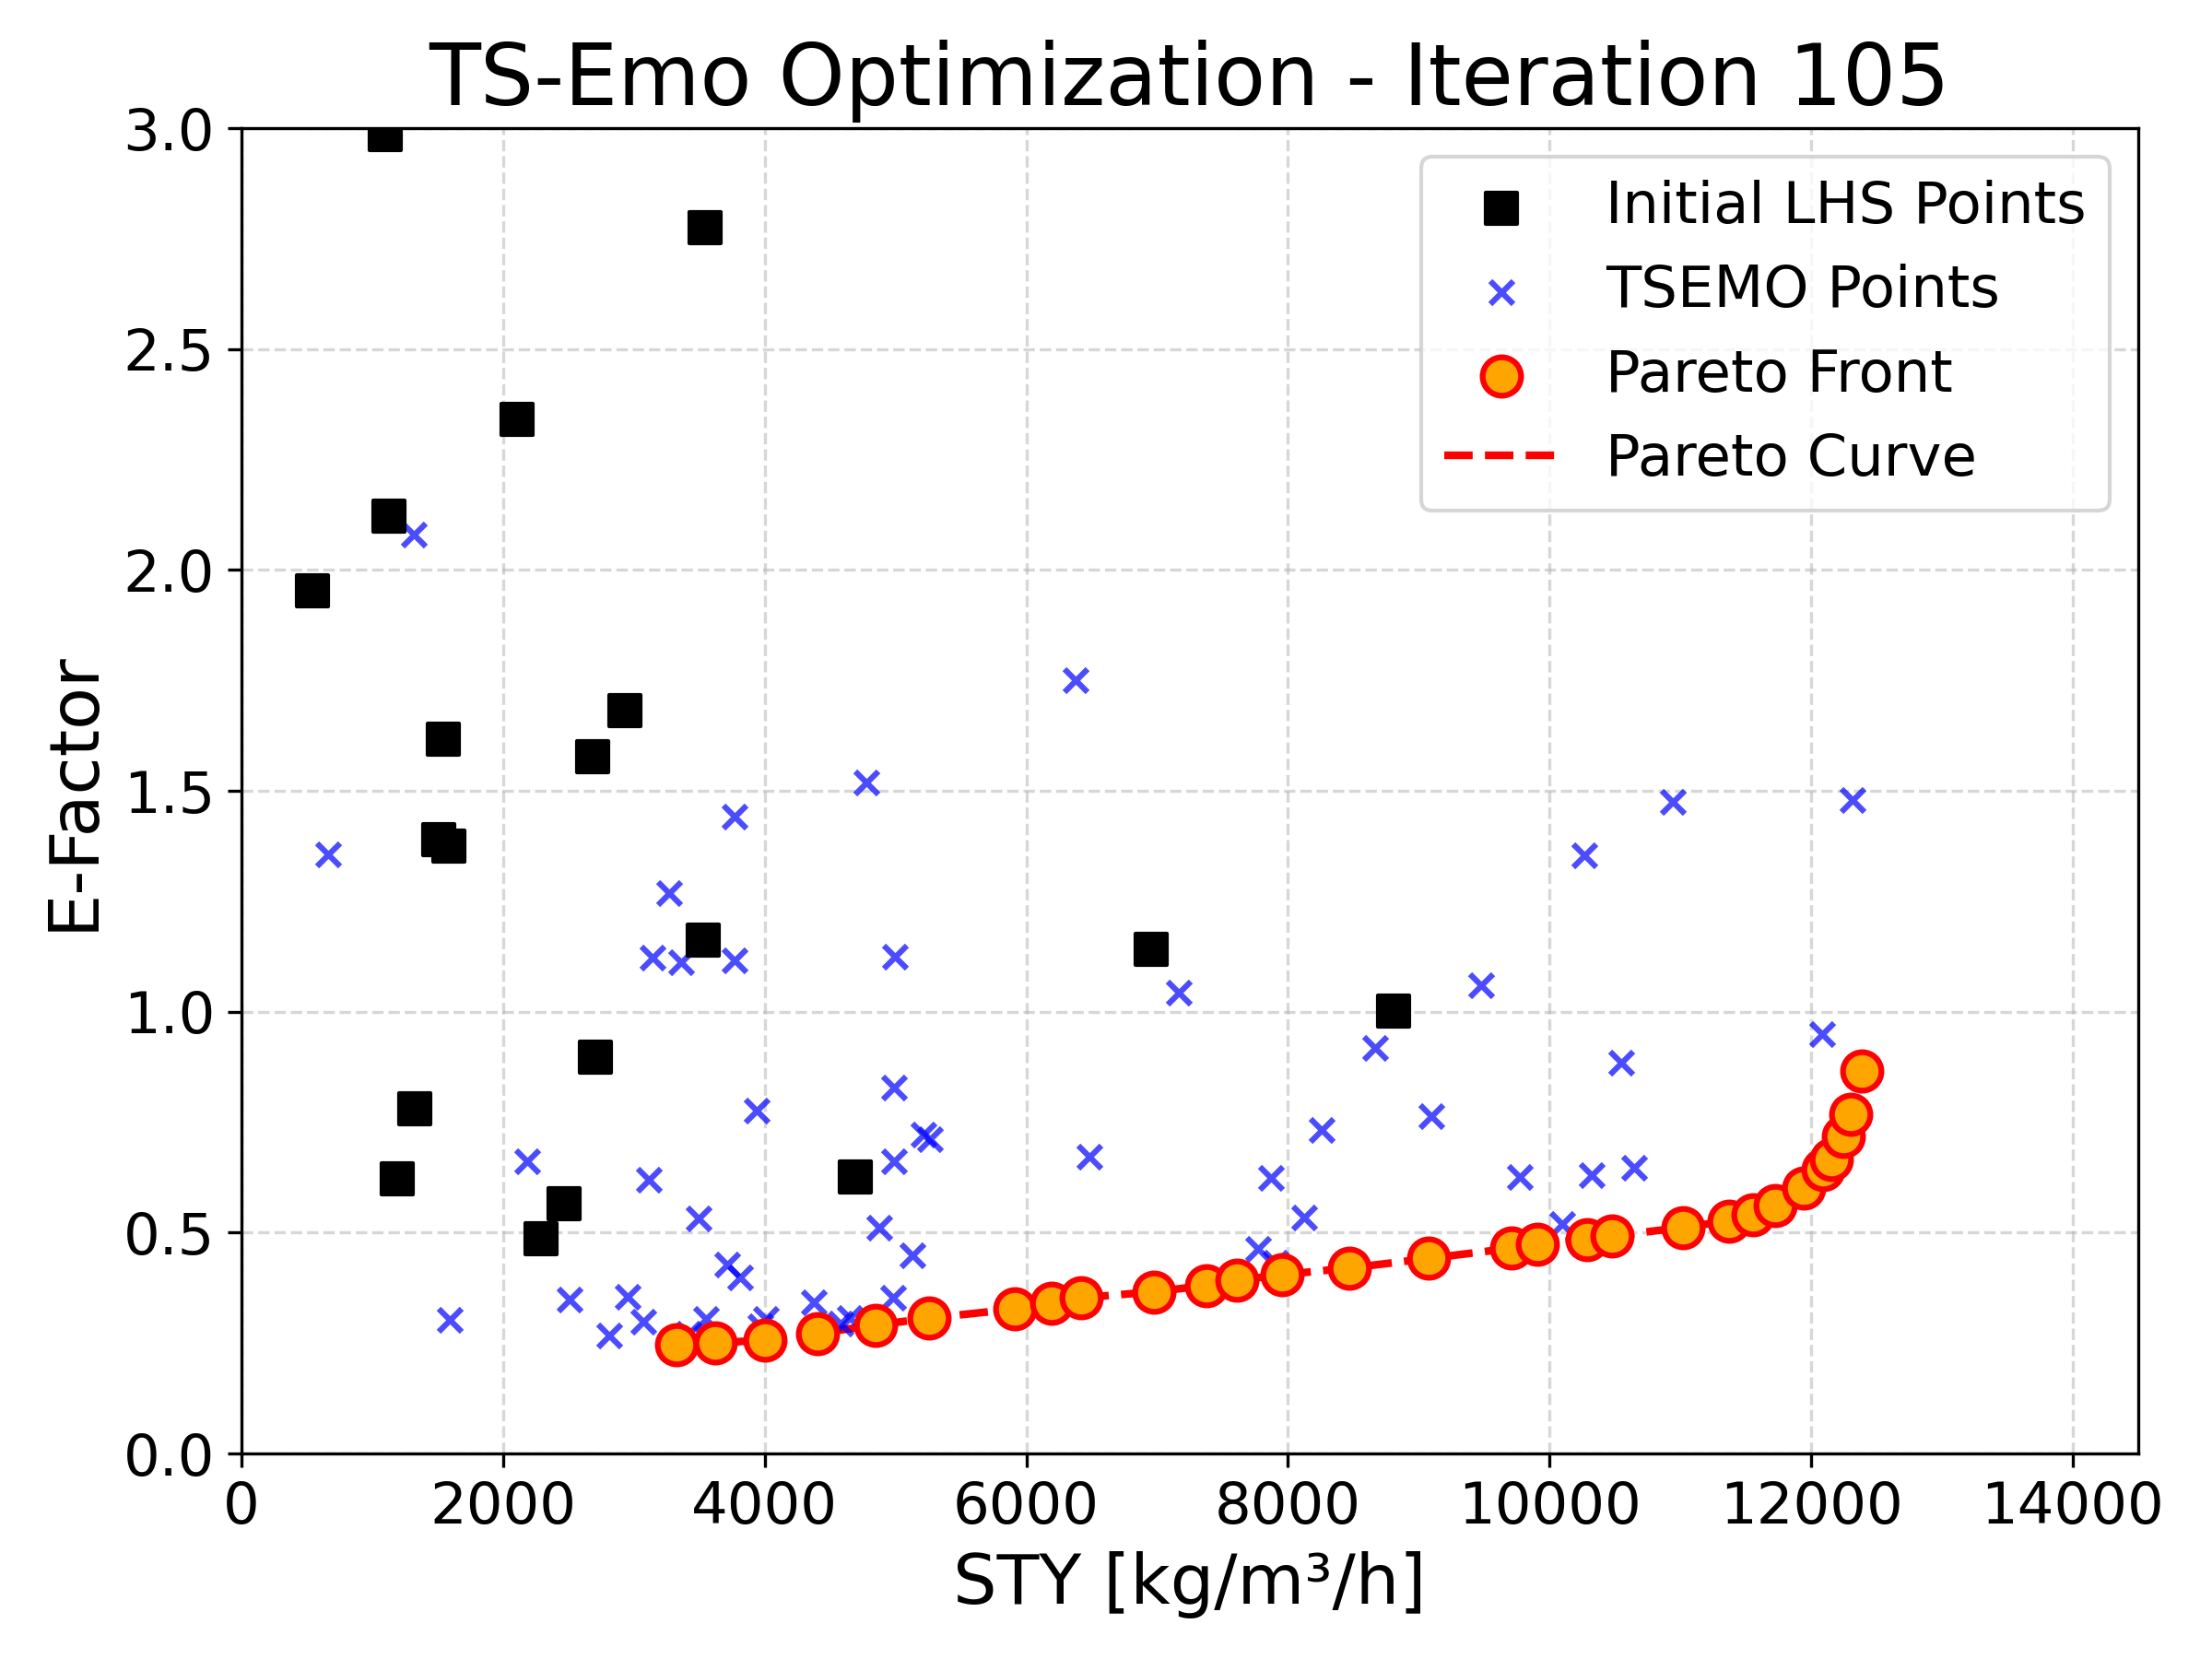 TS-Emo Optimization - Iteration 105
3.0
2.5
2.0
1.5
1.0
0.5
0.0
E-Factor
Initial LHS Points
TSEMO Points
Pareto Front
Pareto Curve
0 2000 4000 6000 8000 10000 12000 14000
STY [kg/m³/h]